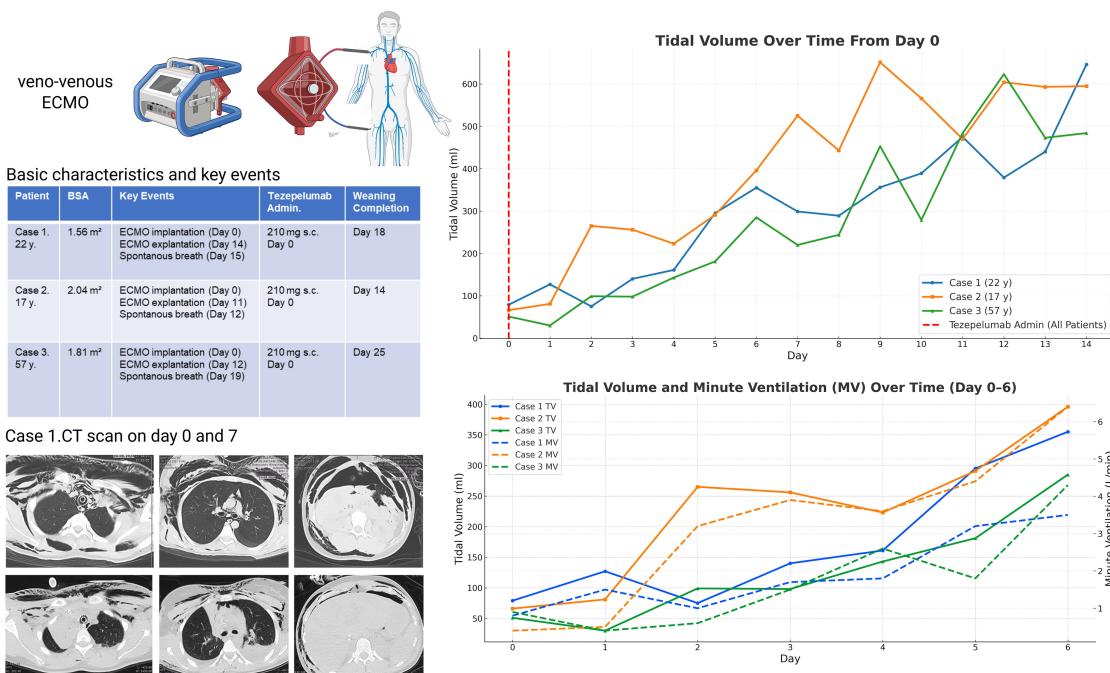 veno-venous
ECMO
Basic characteristics and key events
Patient BSA Key Events Tezepelumab Admin. Weaning Completion
Case 1. 22 y. 1.56 m² ECMO implantation (Day 0) 210 mg s.c. Day 0 Day 18
ECMO explantation (Day 14)
Spontanous breath (Day 15)
Case 2. 17 y. 2.04 m² ECMO implantation (Day 0) 210 mg s.c. Day 0 Day 14
ECMO explantation (Day 11)
Spontanous breath (Day 12)
Case 3. 57 y. 1.81 m² ECMO implantation (Day 0) 210 mg s.c. Day 0 Day 25
ECMO explantation (Day 12)
Spontanous breath (Day 19)
Case 1.CT scan on day 0 and 7
Tidal Volume Over Time From Day 0
Tidal Volume (ml)
600
500
400
300
200
100
0
0 1 2 3 4 5 6 7 8 9 10 11 12 13 14
Day
Case 1 (22 y)
Case 2 (17 y)
Case 3 (57 y)
Tezepelumab Admin (All Patients)
Tidal Volume and Minute Ventilation (MV) Over Time (Day 0–6)
Tidal Volume (ml)
400
350
300
250
200
150
100
50
Case 1 TV
Case 2 TV
Case 3 TV
Case 1 MV
Case 2 MV
Case 3 MV
6
5
4
3
2
1
Minute Ventilation (L/min)
0 1 2 3 4 5 6
Day